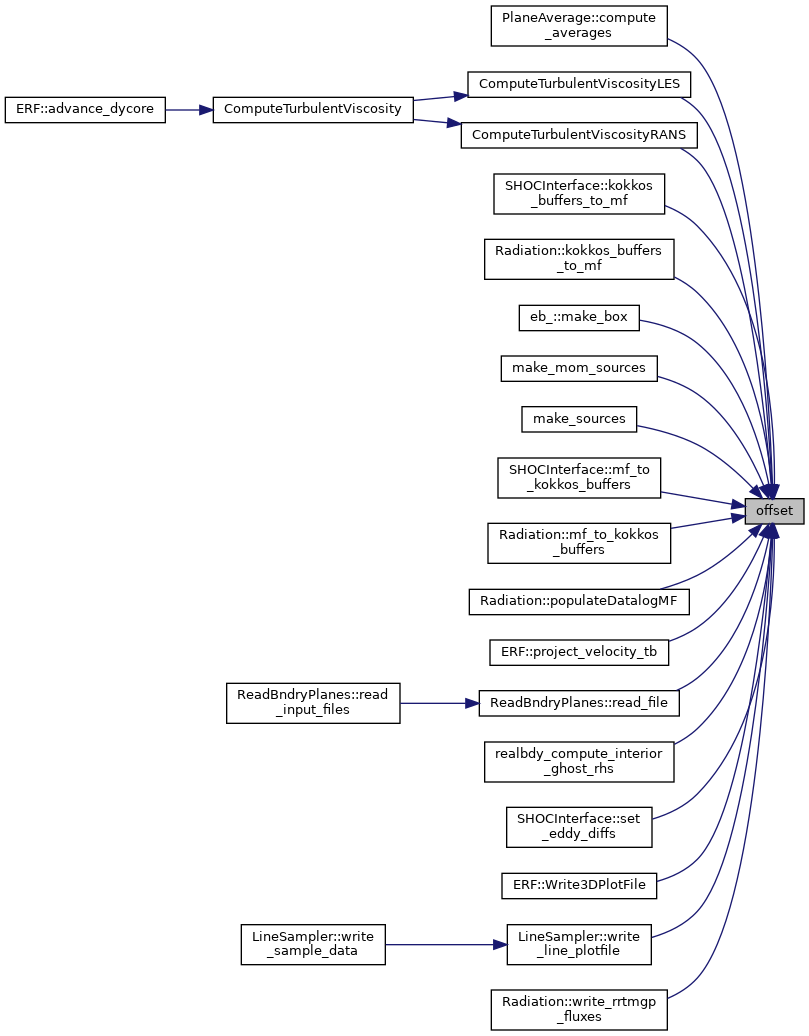 PlaneAverage::compute
_averages
ComputeTurbulentViscosityLES
ERF::advance_dycore
ComputeTurbulentViscosity
ComputeTurbulentViscosityRANS
SHOCInterface::kokkos
_buffers_to_mf
Radiation::kokkos_buffers
_to_mf
eb_::make_box
make_mom_sources
make_sources
SHOCInterface::mf_to
_kokkos_buffers
offset
Radiation::mf_to_kokkos
_buffers
Radiation::populateDatalogMF
ERF::project_velocity_tb
ReadBndryPlanes::read
_input_files
ReadBndryPlanes::read_file
realbdy_compute_interior
_ghost_rhs
SHOCInterface::set
_eddy_diffs
ERF::Write3DPlotFile
LineSampler::write
_sample_data
LineSampler::write
_line_plotfile
Radiation::write_rrtmgp
_fluxes